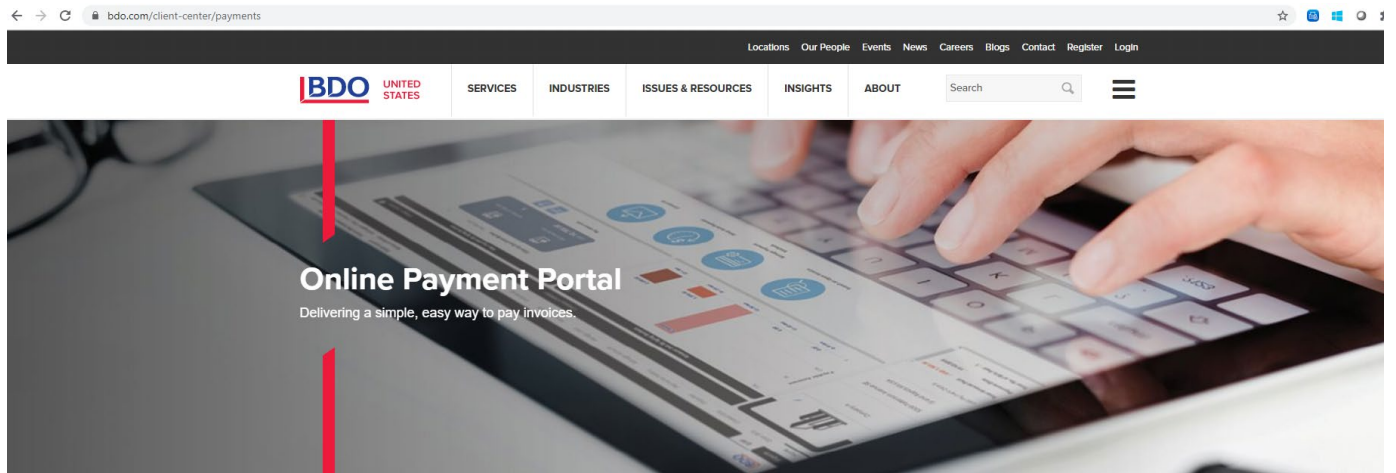 bdo.com/client-center/payments
Locations Our People Events News Careers Blogs Contact Register Login
BDO UNITED STATES
SERVICES INDUSTRIES ISSUES & RESOURCES INSIGHTS ABOUT Search
Online Payment Portal
Delivering a simple, easy way to pay invoices.